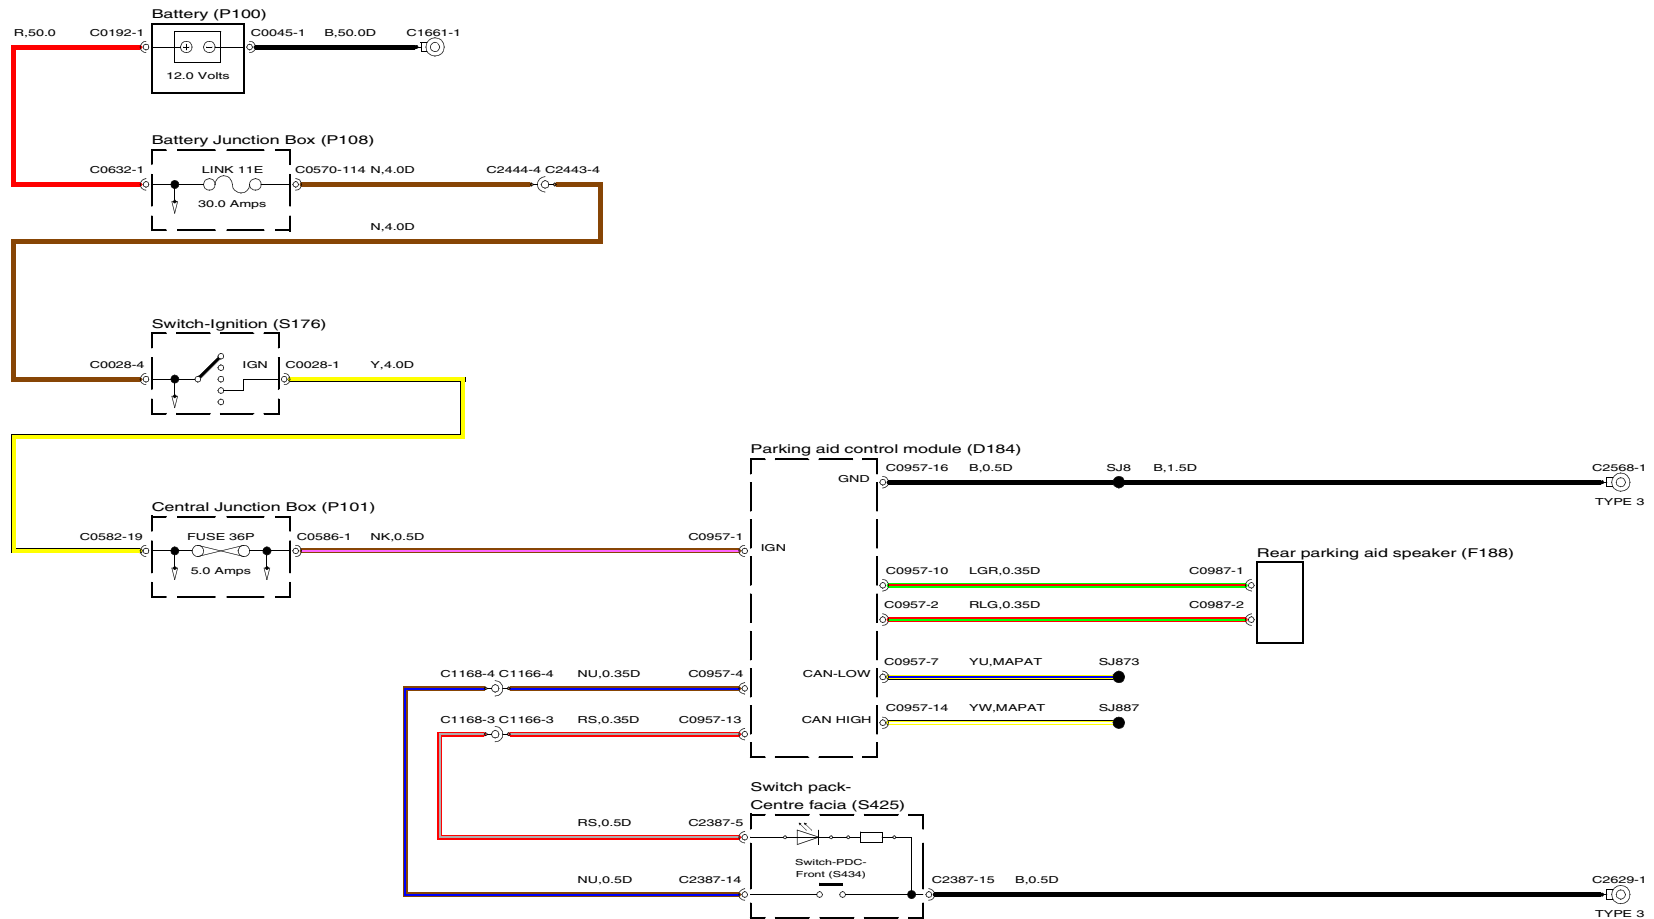 Battery (P100)
R,50.0 C0192-1 C0045-1 B,50.0D C1661-1
12.0 Volts
Battery Junction Box (P108)
C0632-1 LINK 11E C0570-114 N,4.0D C2444-4 C2443-4
30.0 Amps
N,4.0D
Switch-Ignition (S176)
C0028-4 IGN C0028-1 Y,4.0D
Parking aid control module (D184)
C0957-16 B,0.5D SJ8 B,1.5D C2568-1
GND
TYPE 3
Central Junction Box (P101)
C0582-19 FUSE 36P C0586-1 NK,0.5D C0957-1
IGN
5.0 Amps
Rear parking aid speaker (F188)
C0957-10 LGR,0.35D C0987-1
C0957-2 RLG,0.35D C0987-2
C0957-7 YU,MAPAT SJ873
C1168-4 C1166-4 NU,0.35D C0957-4 CAN-LOW
C0957-14 YW,MAPAT SJ887
C1168-3 C1166-3 RS,0.35D C0957-13 CAN HIGH
Switch pack-
Centre facia (S425)
RS,0.5D C2387-5
Switch-PDC-
Front (S434)
NU,0.5D C2387-14 C2387-15 B,0.5D C2629-1
TYPE 3